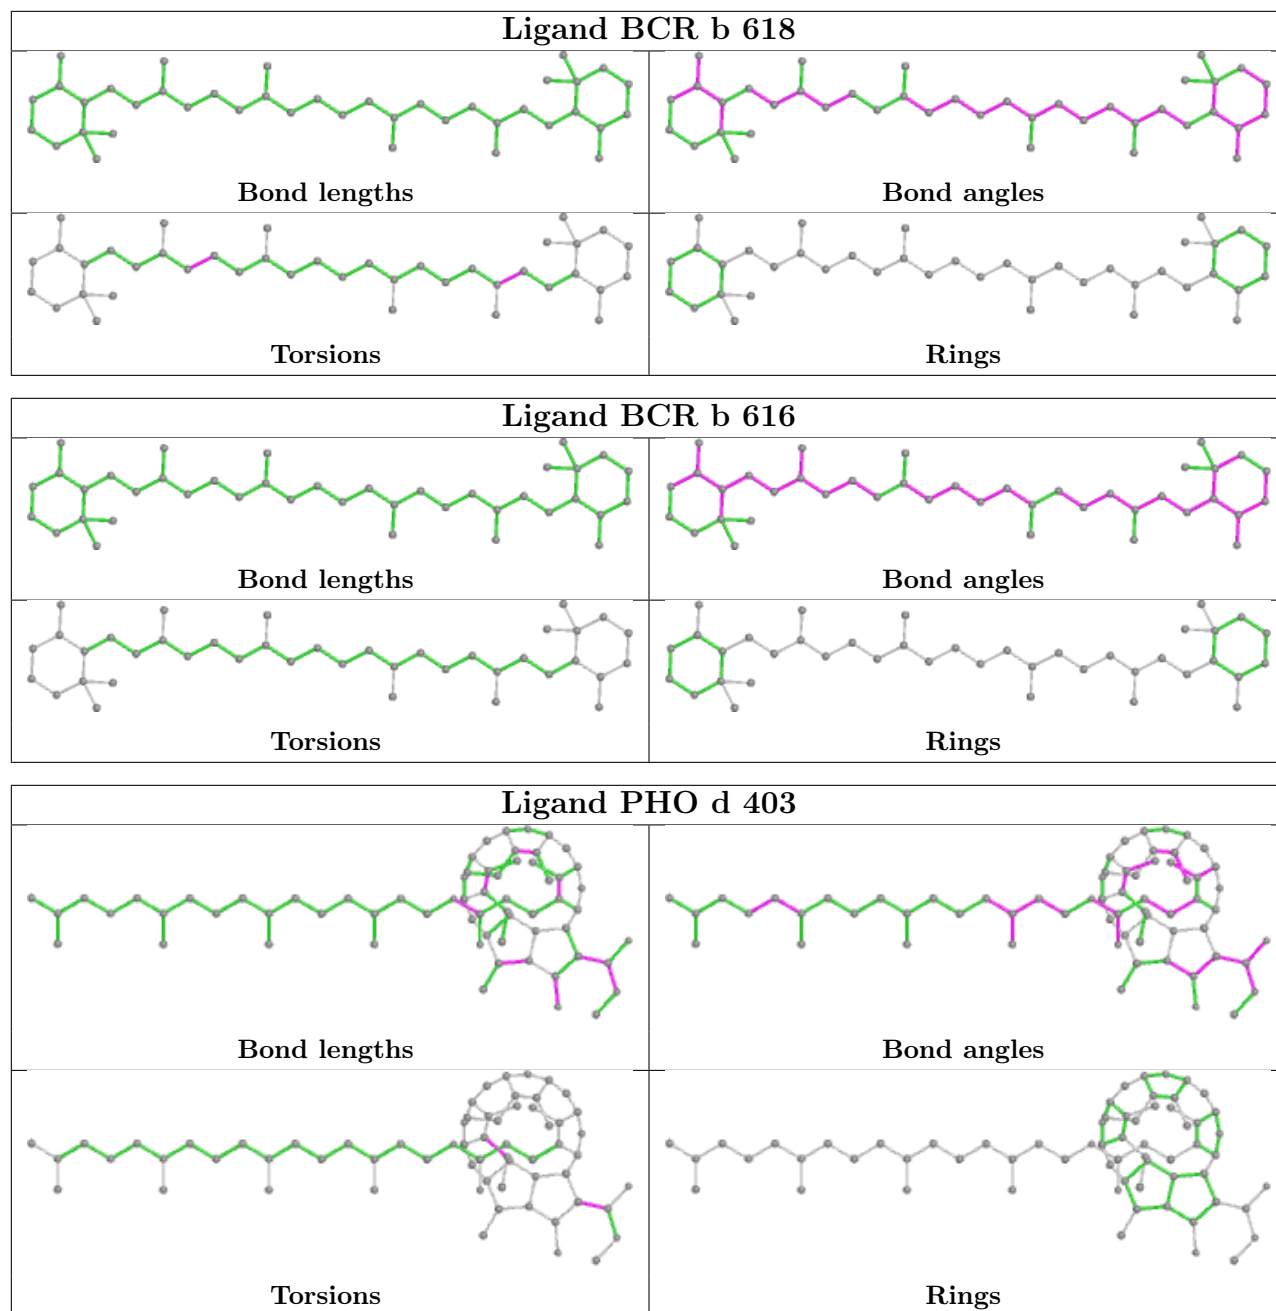 Ligand BCR b 618
Bond lengths
Bond angles
Torsions
Rings
Ligand BCR b 616
Bond lengths
Bond angles
Torsions
Rings
Ligand PHO d 403
Bond lengths
Bond angles
Torsions
Rings